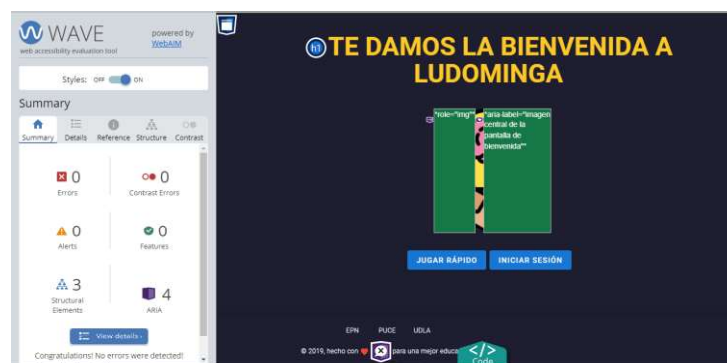 WAVE
web accessibility evaluation tool
powered by
WebAIM
Styles: OFF ON
Summary
Summary Details Reference Structure Contrast
0
Errors
0
Contrast Errors
0
Alerts
0
Features
3
Structural
Elements
4
ARIA
View details ›
Congratulations! No errors were detected!
h1
TE DAMOS LA BIENVENIDA A
LUDOMINGA
*role="img"*
*aria-label="imagen
central de la
pantalla de
bienvenida"*
JUGAR RÁPIDO
INICIAR SESIÓN
EPN PUCE UDLA
© 2019, hecho con para una mejor educa
</>
Code